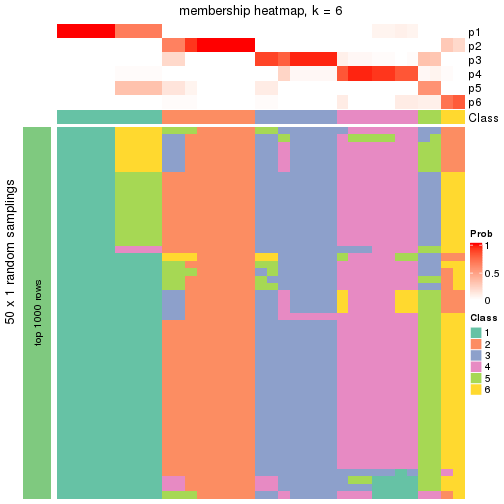 membership heatmap, k = 6
p1
p2
p3
p4
p5
p6
Class
50 x 1 random samplings
top 1000 rows
Prob
1
0.5
0
Class
1
2
3
4
5
6